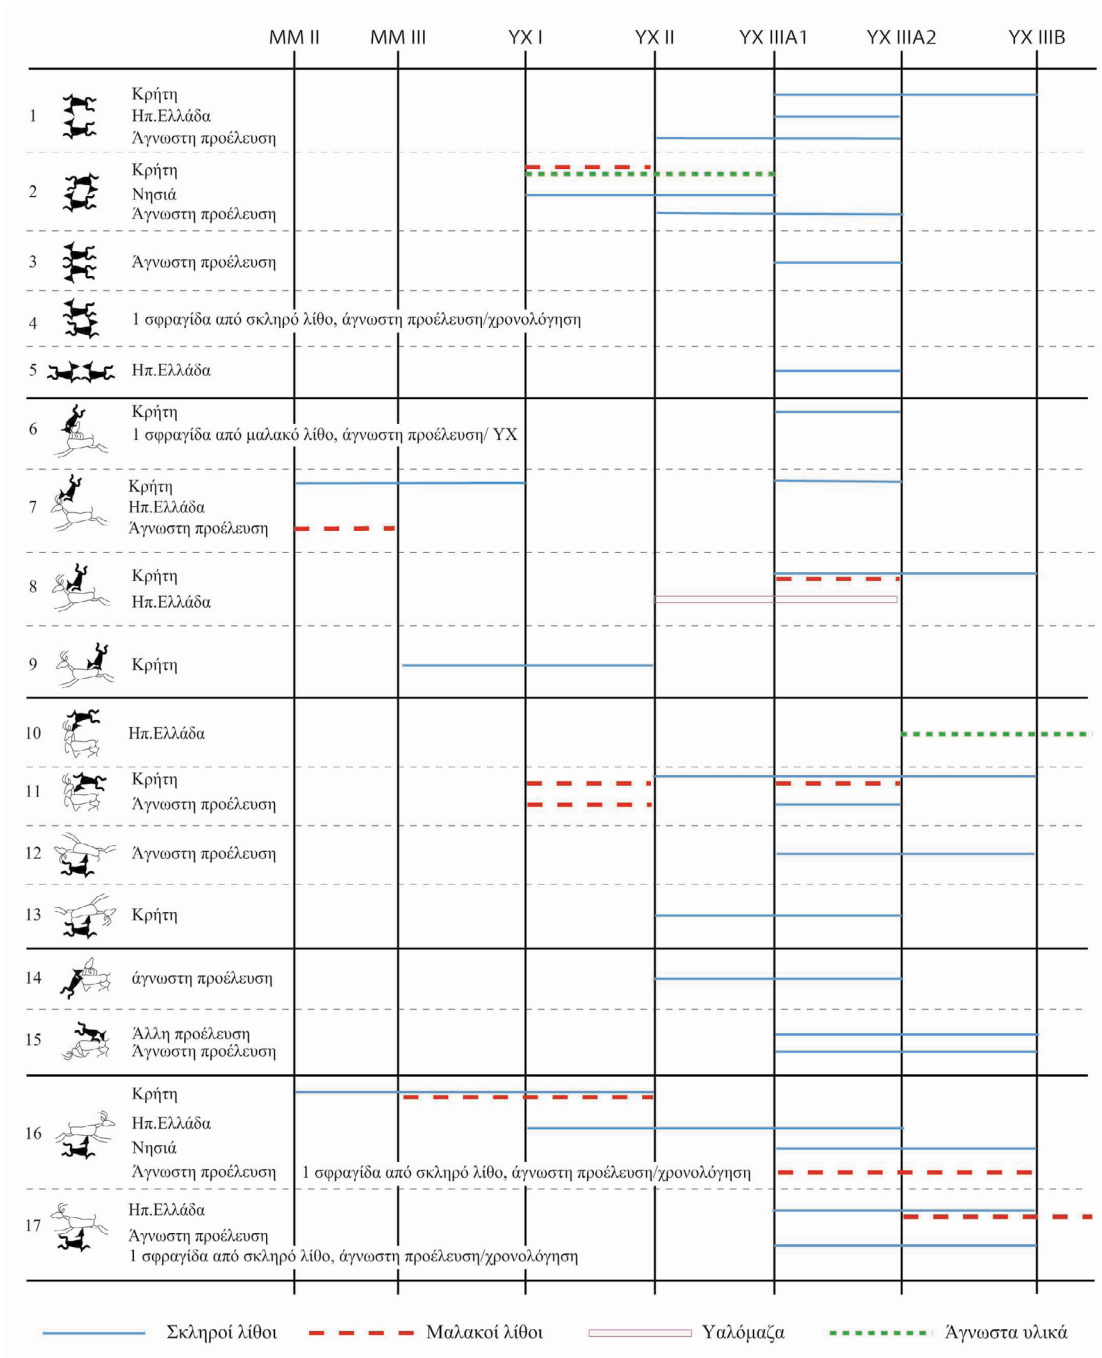 ΜΜ ΙΙ ΜΜ ΙΙΙ ΥΧ Ι ΥΧ ΙΙ ΥΧ ΙΙΙΑ1 ΥΧ ΙΙΙΑ2 ΥΧ ΙΙΙΒ
1
Κρήτη
Ηπ.Ελλάδα
Άγνωστη προέλευση
2
Κρήτη
Νησιά
Άγνωστη προέλευση
3 Άγνωστη προέλευση
4 1 σφραγίδα από σκληρό λίθο, άγνωστη προέλευση/χρονολόγηση
5 Ηπ.Ελλάδα
6
Κρήτη
1 σφραγίδα από μαλακό λίθο, άγνωστη προέλευση/ ΥΧ
7
Κρήτη
Ηπ.Ελλάδα
Άγνωστη προέλευση
8
Κρήτη
Ηπ.Ελλάδα
9 Κρήτη
10 Ηπ.Ελλάδα
11
Κρήτη
Άγνωστη προέλευση
12 Άγνωστη προέλευση
13 Κρήτη
14 άγνωστη προέλευση
15
Άλλη προέλευση
Άγνωστη προέλευση
16
Κρήτη
Ηπ.Ελλάδα
Νησιά
Άγνωστη προέλευση 1 σφραγίδα από σκληρό λίθο, άγνωστη προέλευση/χρονολόγηση
17
Ηπ.Ελλάδα
Άγνωστη προέλευση
1 σφραγίδα από σκληρό λίθο, άγνωστη προέλευση/χρονολόγηση
Σκληροί λίθοι Μαλακοί λίθοι Υαλόμαζα Άγνωστα υλικά